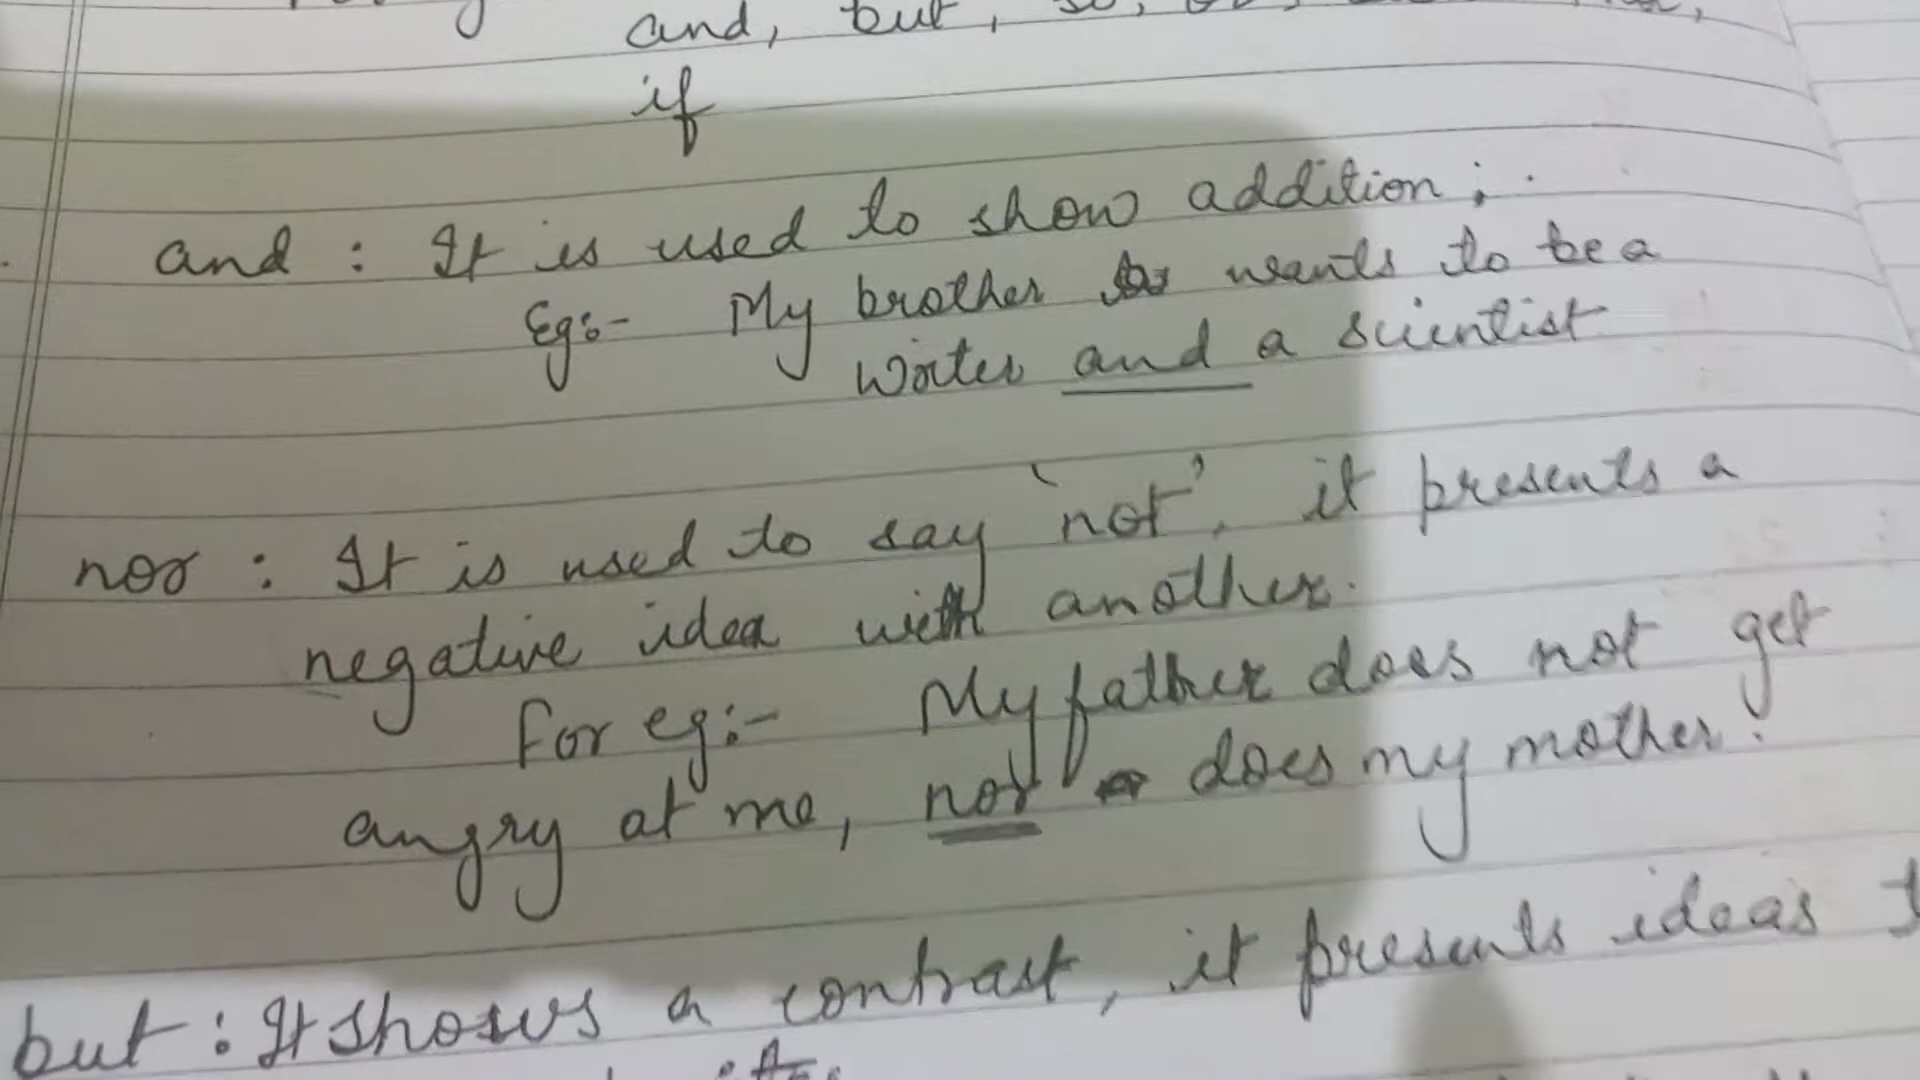 and, but, so,
if
and : It is used to show addition ;
Eg:- My brother wants to be a
writer and a scientist
nor : It is used to say 'not', it presents a
negative idea with another.
For eg:- My father does not get
angry at me, nor does my mother.
but : It shows a contrast, it presents ideas